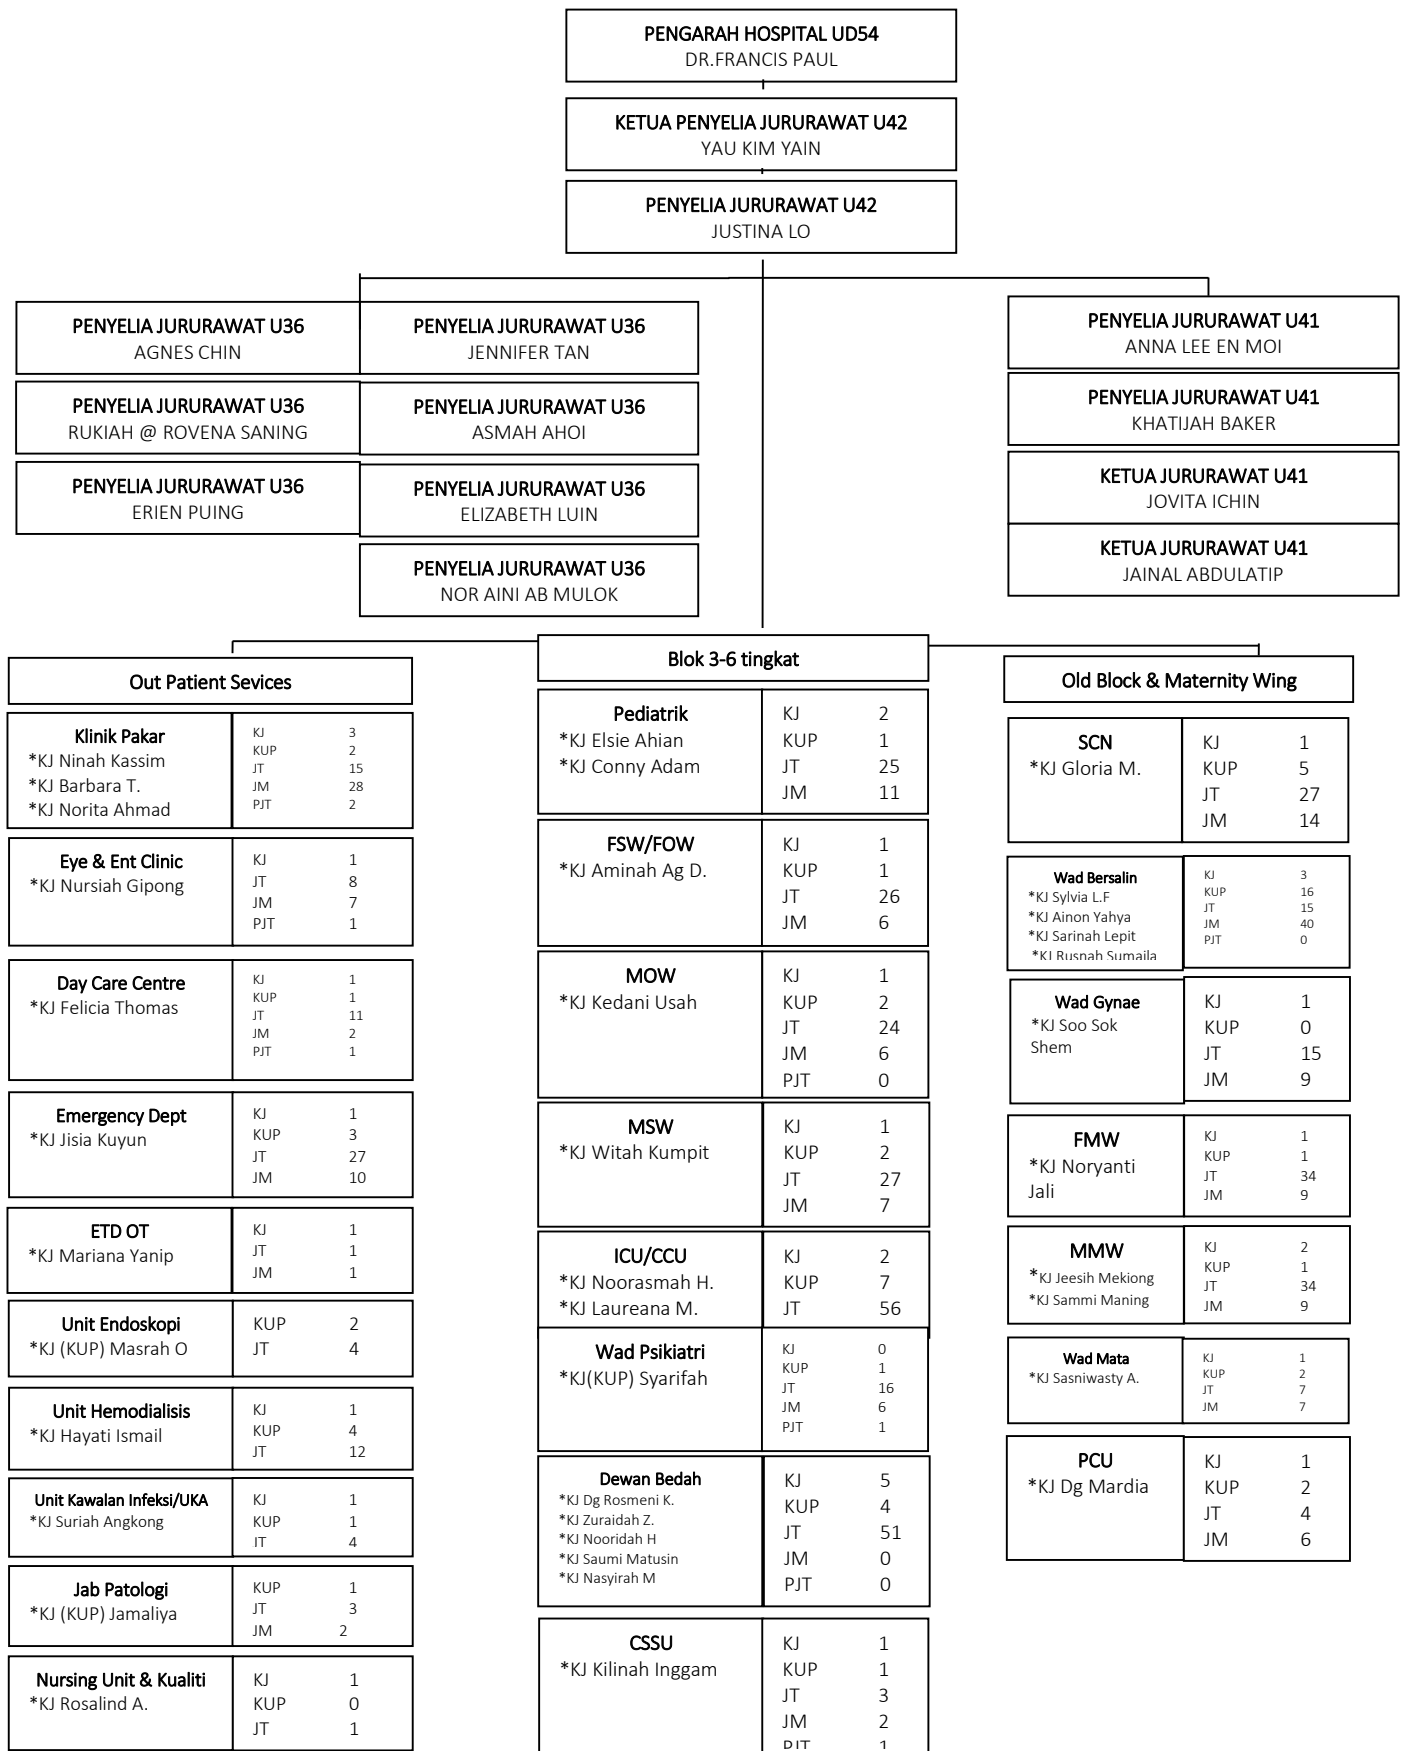 PENGARAH HOSPITAL UD54
DR.FRANCIS PAUL
KETUA PENYELIA JURURAWAT U42
YAU KIM YAIN
PENYELIA JURURAWAT U42
JUSTINA LO
PENYELIA JURURAWAT U36
AGNES CHIN
PENYELIA JURURAWAT U36
RUKIAH @ ROVENA SANING
PENYELIA JURURAWAT U36
ERIEN PUING
PENYELIA JURURAWAT U36
JENNIFER TAN
PENYELIA JURURAWAT U36
ASMAH AHOI
PENYELIA JURURAWAT U36
ELIZABETH LUIN
PENYELIA JURURAWAT U36
NOR AINI AB MULOK
PENYELIA JURURAWAT U41
ANNA LEE EN MOI
PENYELIA JURURAWAT U41
KHATIJAH BAKER
KETUA JURURAWAT U41
JOVITA ICHIN
KETUA JURURAWAT U41
JAINAL ABDULATIP
Out Patient Sevices
Klinik Pakar
*KJ Ninah Kassim
*KJ Barbara T.
*KJ Norita Ahmad
KJ 3
KUP 2
JT 15
JM 28
PJT 2
Eye & Ent Clinic
*KJ Nursiah Gipong
KJ 1
JT 8
JM 7
PJT 1
Day Care Centre
*KJ Felicia Thomas
KJ 1
KUP 1
JT 11
JM 2
PJT 1
Emergency Dept
*KJ Jisia Kuyun
KJ 1
KUP 3
JT 27
JM 10
ETD OT
*KJ Mariana Yanip
KJ 1
JT 1
JM 1
Unit Endoskopi
*KJ (KUP) Masrah O
KUP 2
JT 4
Unit Hemodialisis
*KJ Hayati Ismail
KJ 1
KUP 4
JT 12
Unit Kawalan Infeksi/UKA
*KJ Suriah Angkong
KJ 1
KUP 1
JT 4
Jab Patologi
*KJ (KUP) Jamaliya
KUP 1
JT 3
JM 2
Nursing Unit & Kualiti
*KJ Rosalind A.
KJ 1
KUP 0
JT 1
Blok 3-6 tingkat
Pediatrik
*KJ Elsie Ahian
*KJ Conny Adam
KJ 2
KUP 1
JT 25
JM 11
FSW/FOW
*KJ Aminah Ag D.
KJ 1
KUP 1
JT 26
JM 6
MOW
*KJ Kedani Usah
KJ 1
KUP 2
JT 24
JM 6
PJT 0
MSW
*KJ Witah Kumpit
KJ 1
KUP 2
JT 27
JM 7
ICU/CCU
*KJ Noorasmah H.
*KJ Laureana M.
KJ 2
KUP 7
JT 56
Wad Psikiatri
*KJ(KUP) Syarifah
KJ 0
KUP 1
JT 16
JM 6
PJT 1
Dewan Bedah
*KJ Dg Rosmeni K.
*KJ Zuraidah Z.
*KJ Nooridah H
*KJ Saumi Matusin
*KJ Nasyirah M
KJ 5
KUP 4
JT 51
JM 0
PJT 0
CSSU
*KJ Kilinah Inggam
KJ 1
KUP 1
JT 3
JM 2
PJT 1
Old Block & Maternity Wing
SCN
*KJ Gloria M.
KJ 1
KUP 5
JT 27
JM 14
Wad Bersalin
*KJ Sylvia L.F
*KJ Ainon Yahya
*KJ Sarinah Lepit
*KJ Rusnah Sumaila
KJ 3
KUP 16
JT 15
JM 40
PJT 0
Wad Gynae
*KJ Soo Sok
Shem
KJ 1
KUP 0
JT 15
JM 9
FMW
*KJ Noryanti
Jali
KJ 1
KUP 1
JT 34
JM 9
MMW
*KJ Jeesih Mekiong
*KJ Sammi Maning
KJ 2
KUP 1
JT 34
JM 9
Wad Mata
*KJ Sasniwasty A.
KJ 1
KUP 2
JT 7
JM 7
PCU
*KJ Dg Mardia
KJ 1
KUP 2
JT 4
JM 6